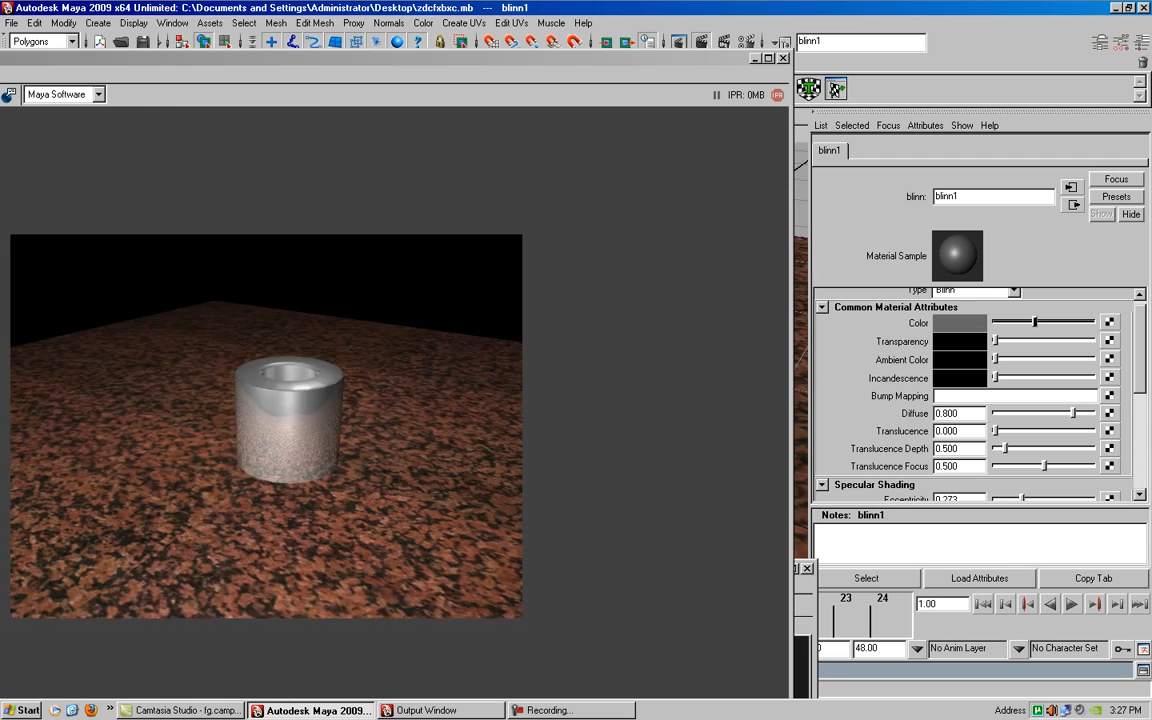 Autodesk Maya 2009 x64 Unlimited: C:\Documents and Settings\Administrator\Desktop\zdcfxbxc.mb --- blinn1
File Edit Modify Create Display Window Assets Select Mesh Edit Mesh Proxy Normals Color Create UVs Edit UVs Muscle Help
Polygons
blinn1
Maya Software
IPR: 0MB
IPR
List Selected Focus Attributes Show Help
blinn1
Focus
blinn: blinn1
Presets
Show Hide
Material Sample
Type Blinn
Common Material Attributes
Color
Transparency
Ambient Color
Incandescence
Bump Mapping
Diffuse 0.800
Translucence 0.000
Translucence Depth 0.500
Translucence Focus 0.500
Specular Shading
Eccentricity 0.273
Notes: blinn1
Select Load Attributes Copy Tab
23 24
1.00
48.00 No Anim Layer No Character Set
Start Camtasia Studio - fg.camp... Autodesk Maya 2009... Output Window Recording... Address 3:27 PM